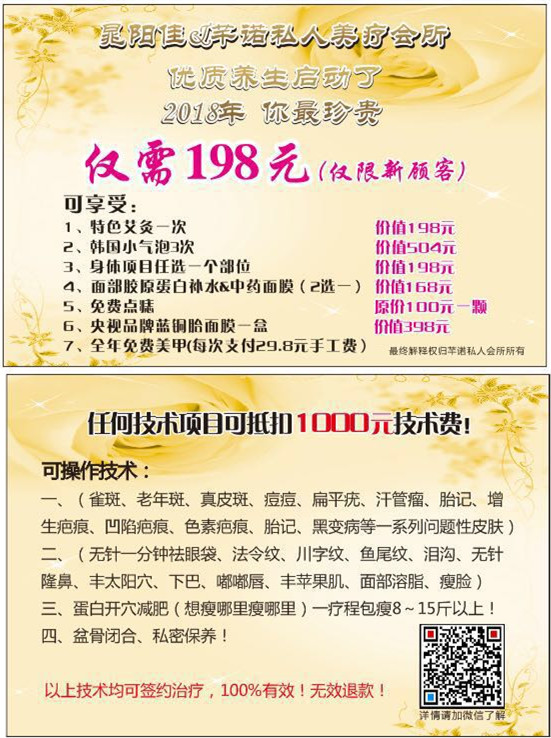 昰阳佳&芊诺私人美疗会所
优质养生启动了
2018年 你最珍贵
仅需198元(仅限新顾客)
可享受：
1、特色艾灸一次 价值198元
2、韩国小气泡3次 价值504元
3、身体项目任选一个部位 价值198元
4、面部胶原蛋白补水&中药面膜（2选一） 价值168元
5、免费点痣 原价100元一颗
6、央视品牌蓝铜胎面膜一盒 价值398元
7、全年免费美甲(每次支付29.8元手工费)
最终解释权归芊诺私人会所所有
任何技术项目可抵扣1000元技术费!
可操作技术：
一、（ 雀斑、老年斑、真皮斑、痘痘、扁平疣、汗管瘤、胎记、增
生疤痕、凹陷疤痕、色素疤痕、胎记、黑变病等一系列问题性皮肤）
二、（ 无针一分钟祛眼袋、法令纹、川字纹、鱼尾纹、泪沟、无针
隆鼻、丰太阳穴、下巴、嘟嘟唇、丰苹果肌、面部溶脂、瘦脸）
三、蛋白开穴减肥（想瘦哪里瘦哪里）一疗程包瘦8～15斤以上！
四、盆骨闭合、私密保养！
以上技术均可签约治疗，100%有效！无效退款！
详情请加微信了解